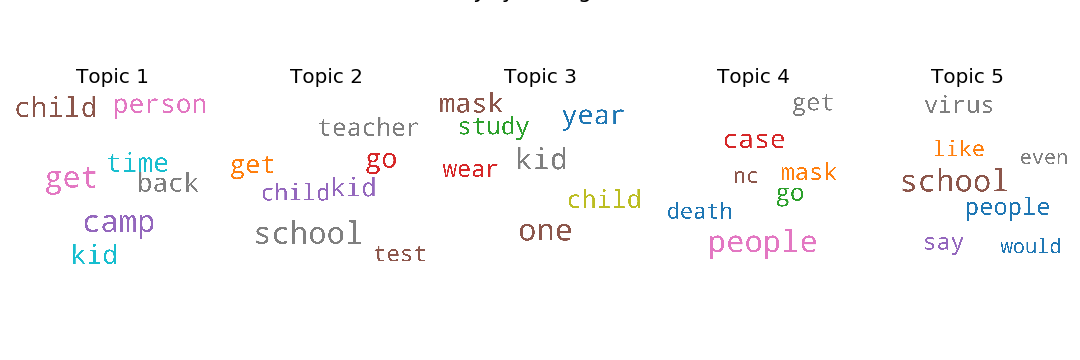 Topic 1
child person
time
get back
camp
kid
Topic 2
teacher
go
get
child kid
school
test
Topic 3
mask
year
study
kid
wear
child
one
Topic 4
get
case
mask
nc
go
death
people
Topic 5
virus
like
even
school
people
say
would